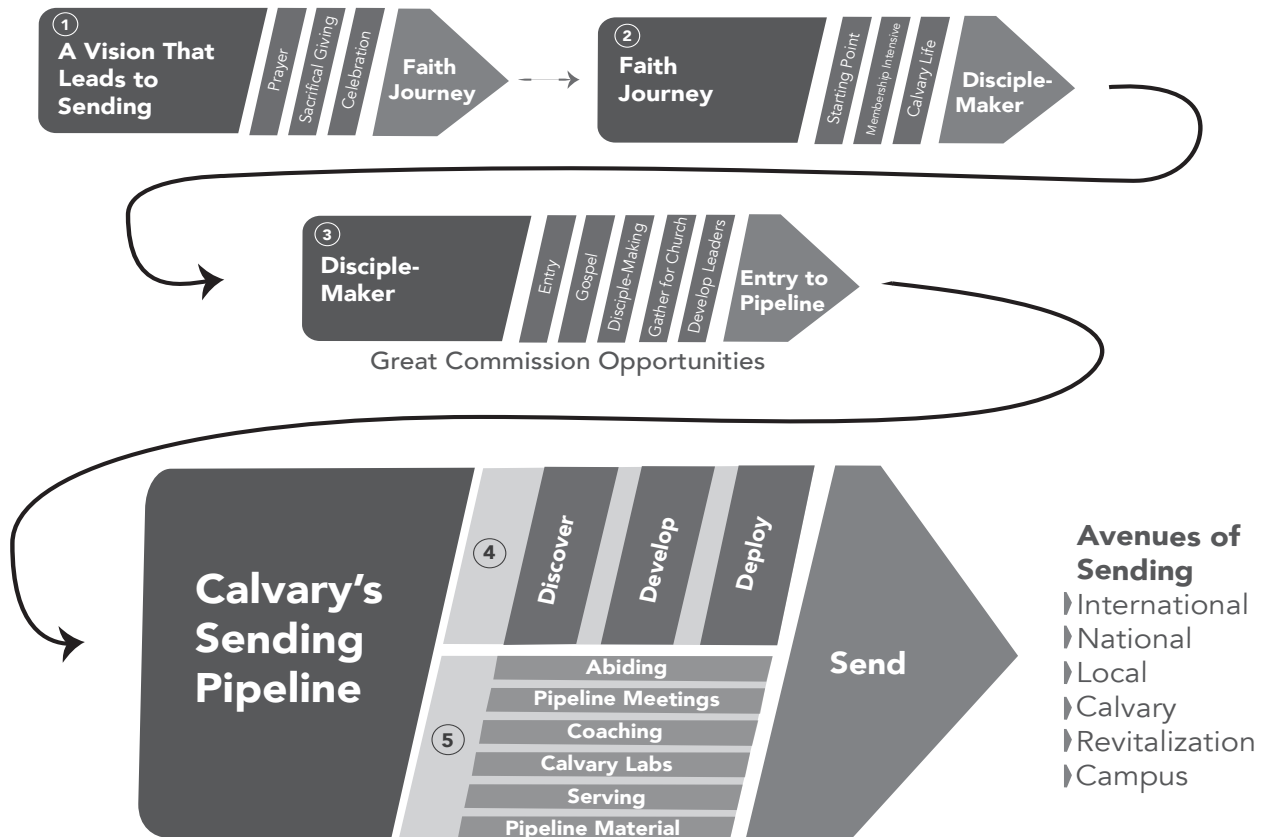 1
A Vision That
Leads to
Sending
Prayer
Sacrifical Giving
Celebration
Faith
Journey
2
Faith
Journey
Starting Point
Membership Intensive
Calvary Life
Disciple-
Maker
3
Disciple-
Maker
Entry
Gospel
Disciple-Making
Gather for Church
Develop Leaders
Entry to
Pipeline
Great Commission Opportunities
Calvary’s
Sending
Pipeline
4
Discover
Develop
Deploy
5
Abiding
Pipeline Meetings
Coaching
Calvary Labs
Serving
Pipeline Material
Send
Avenues of
Sending
International
National
Local
Calvary
Revitalization
Campus